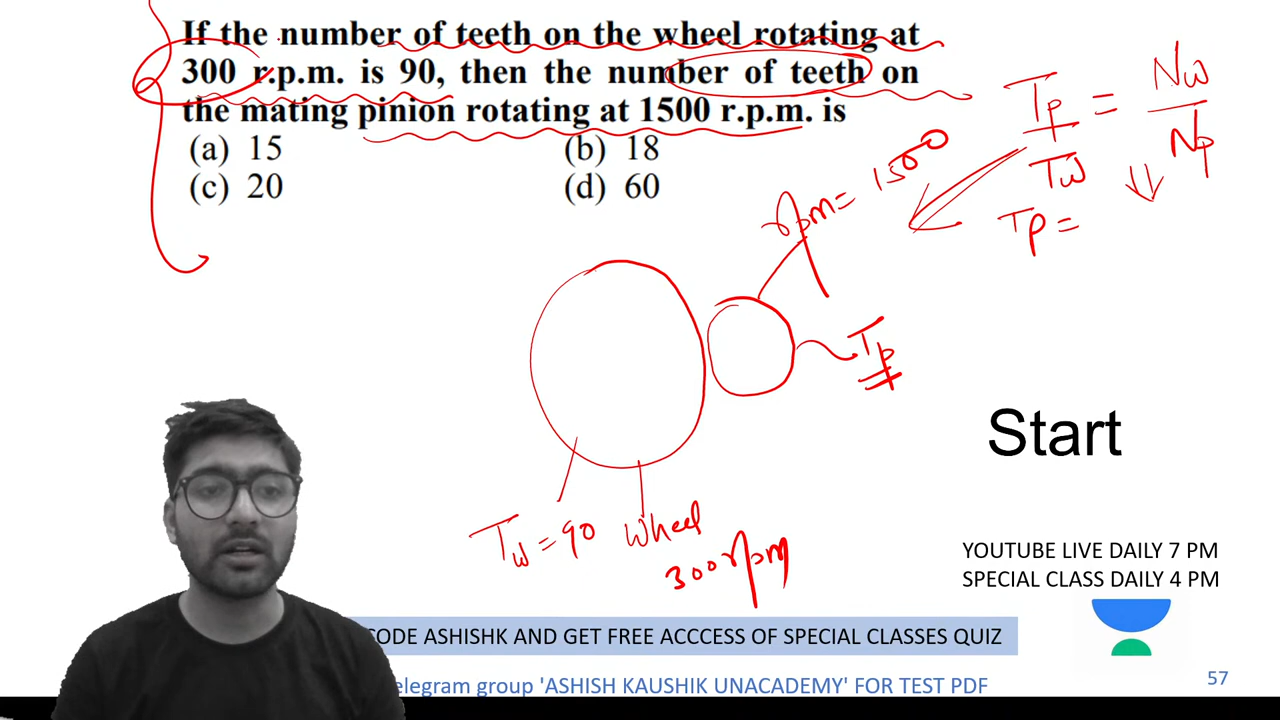 If the number of teeth on the wheel rotating at
300 r.p.m. is 90, then the number of teeth on
the mating pinion rotating at 1500 r.p.m. is
(a) 15
(b) 18
(c) 20
(d) 60
Tp/Tw = Nw/Np
Tp =
rpm = 1500
Tp
Tw = 90
wheel
300 rpm
Start
YOUTUBE LIVE DAILY 7 PM
SPECIAL CLASS DAILY 4 PM
CODE ASHISHK AND GET FREE ACCCESS OF SPECIAL CLASSES QUIZ
elegram group 'ASHISH KAUSHIK UNACADEMY' FOR TEST PDF
57